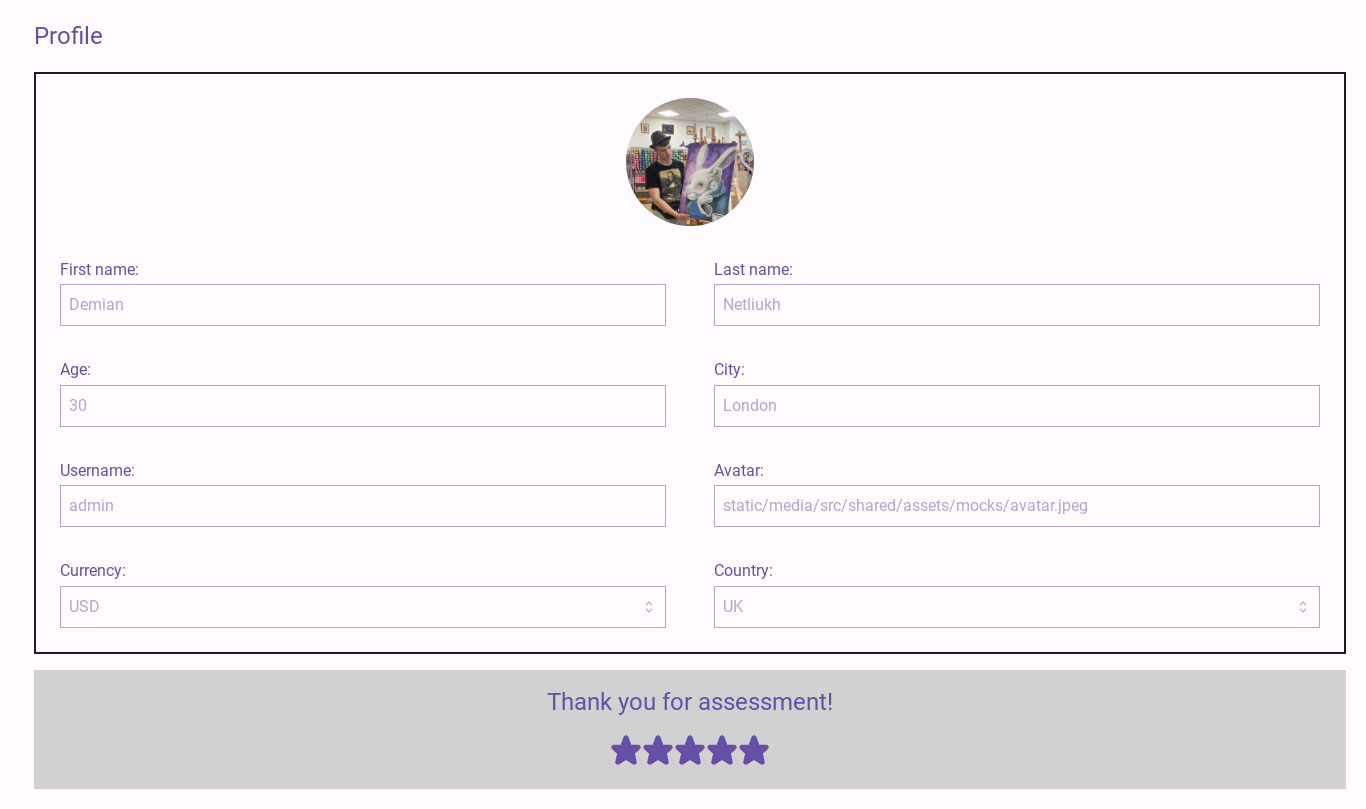 Profile
First name:
Last name:
Demian
Netliukh
Age:
City:
30
London
Username:
Avatar:
admin
static/media/src/shared/assets/mocks/avatar.jpeg
Currency:
Country:
USD
UK
Thank you for assessment!